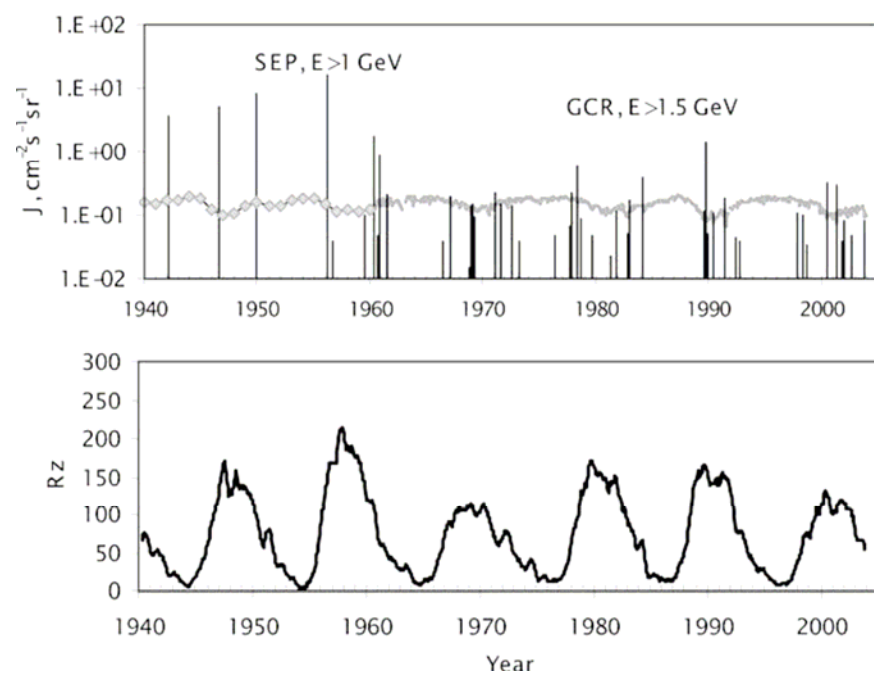 1.E+02
SEP, E>1 GeV
1.E+01
GCR, E>1.5 GeV
1.E+00
1.E-01
1.E-02
J, cm-2s-1sr-1
1940 1950 1960 1970 1980 1990 2000
300
250
200
150
100
50
0
Rz
1940 1950 1960 1970 1980 1990 2000
Year